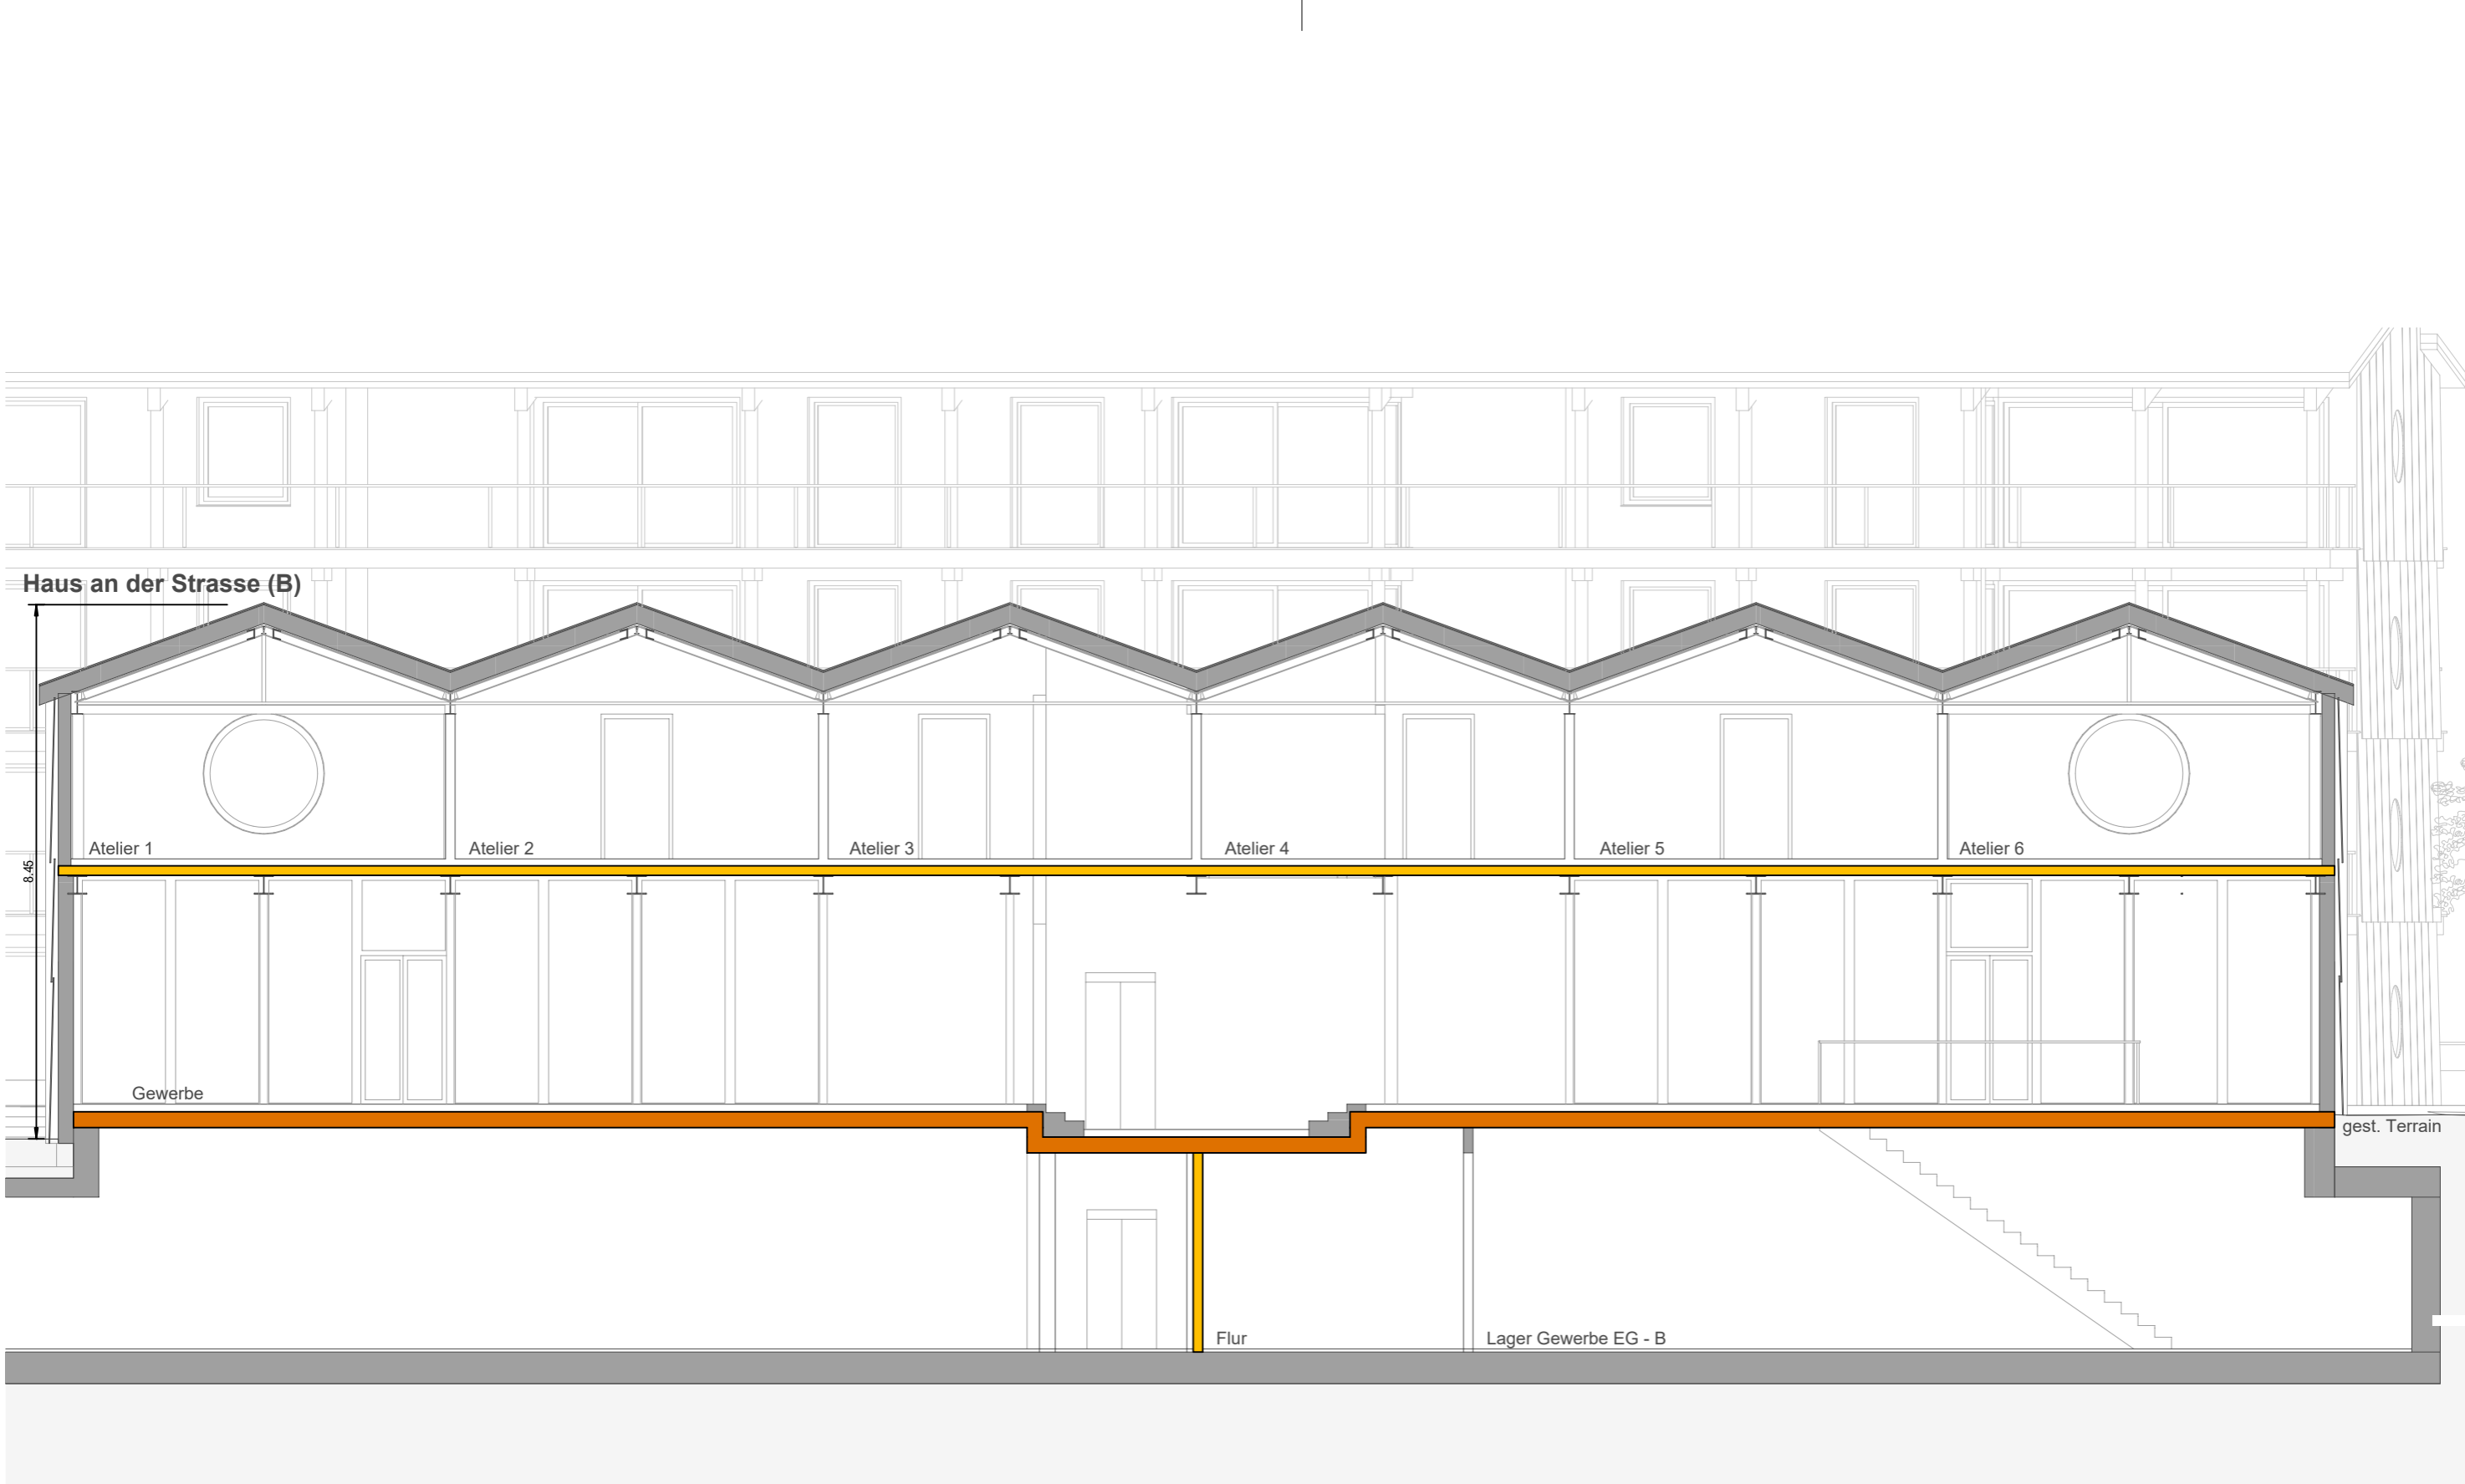 Haus an der Strasse (B)
8.45
Atelier 1
Atelier 2
Atelier 3
Atelier 4
Atelier 5
Atelier 6
Gewerbe
gest. Terrain
Flur
Lager Gewerbe EG - B